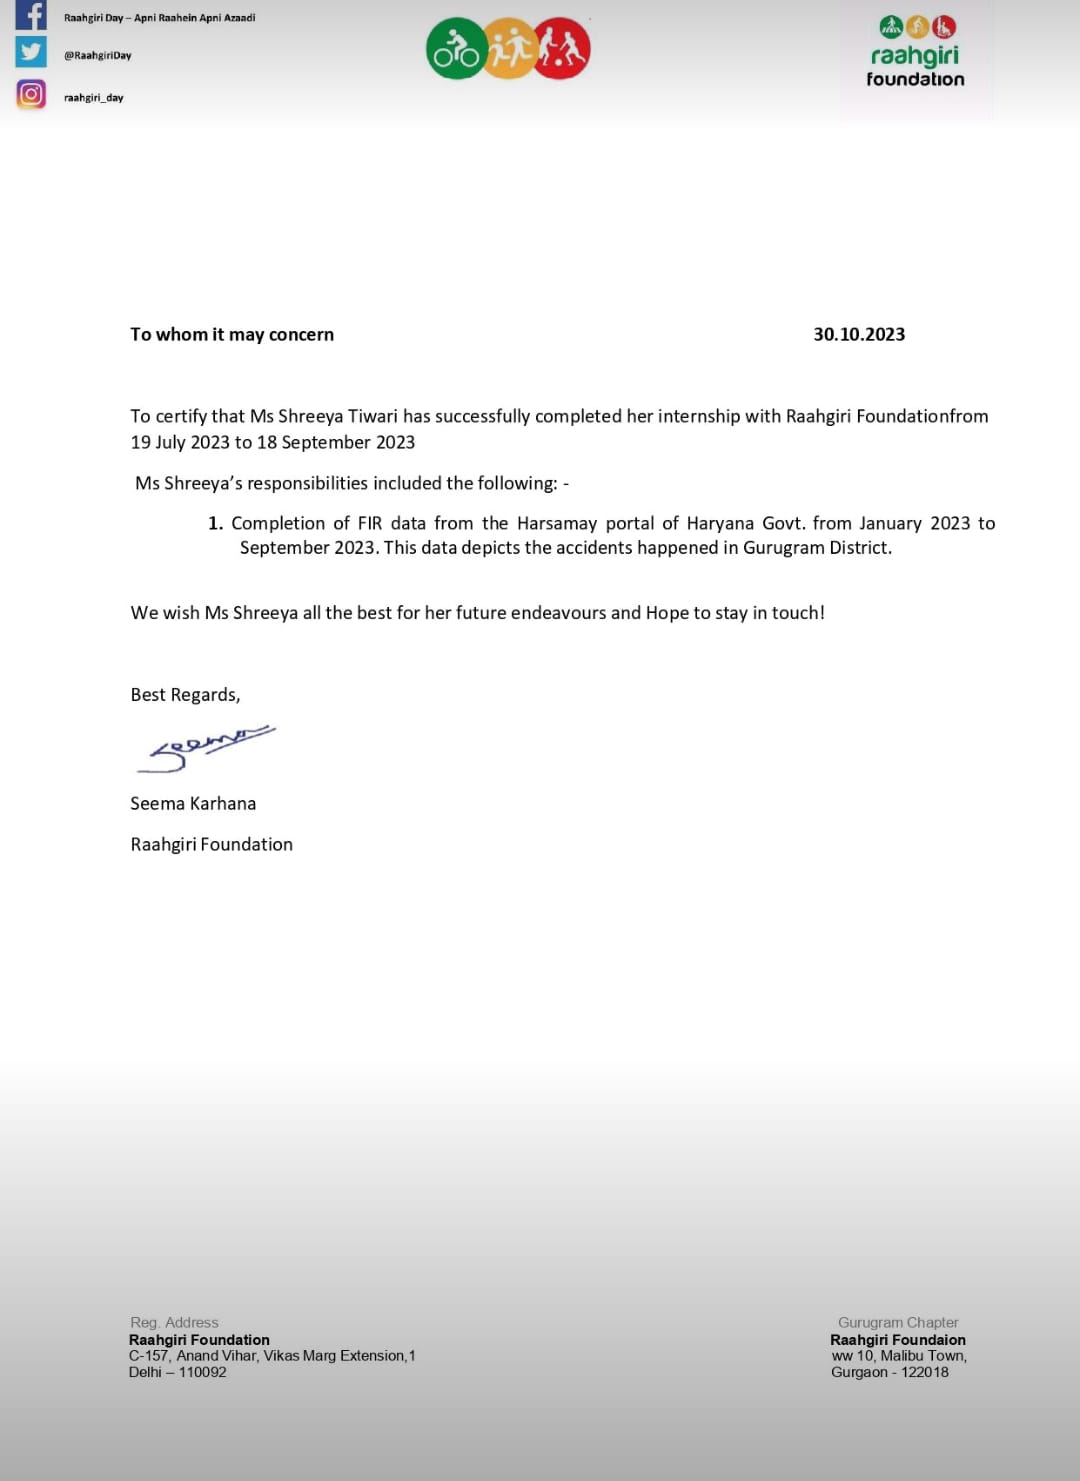 Raahgiri Day – Apni Raahein Apni Azaadi
@RaahgiriDay
raahgiri_day
raahgiri
foundation
To whom it may concern 30.10.2023
To certify that Ms Shreeya Tiwari has successfully completed her internship with Raahgiri Foundationfrom
19 July 2023 to 18 September 2023
Ms Shreeya’s responsibilities included the following: -
1. Completion of FIR data from the Harsamay portal of Haryana Govt. from January 2023 to
September 2023. This data depicts the accidents happened in Gurugram District.
We wish Ms Shreeya all the best for her future endeavours and Hope to stay in touch!
Best Regards,
Seema
Seema Karhana
Raahgiri Foundation
Reg. Address
Raahgiri Foundation
C-157, Anand Vihar, Vikas Marg Extension,1
Delhi – 110092
Gurugram Chapter
Raahgiri Foundaion
ww 10, Malibu Town,
Gurgaon - 122018